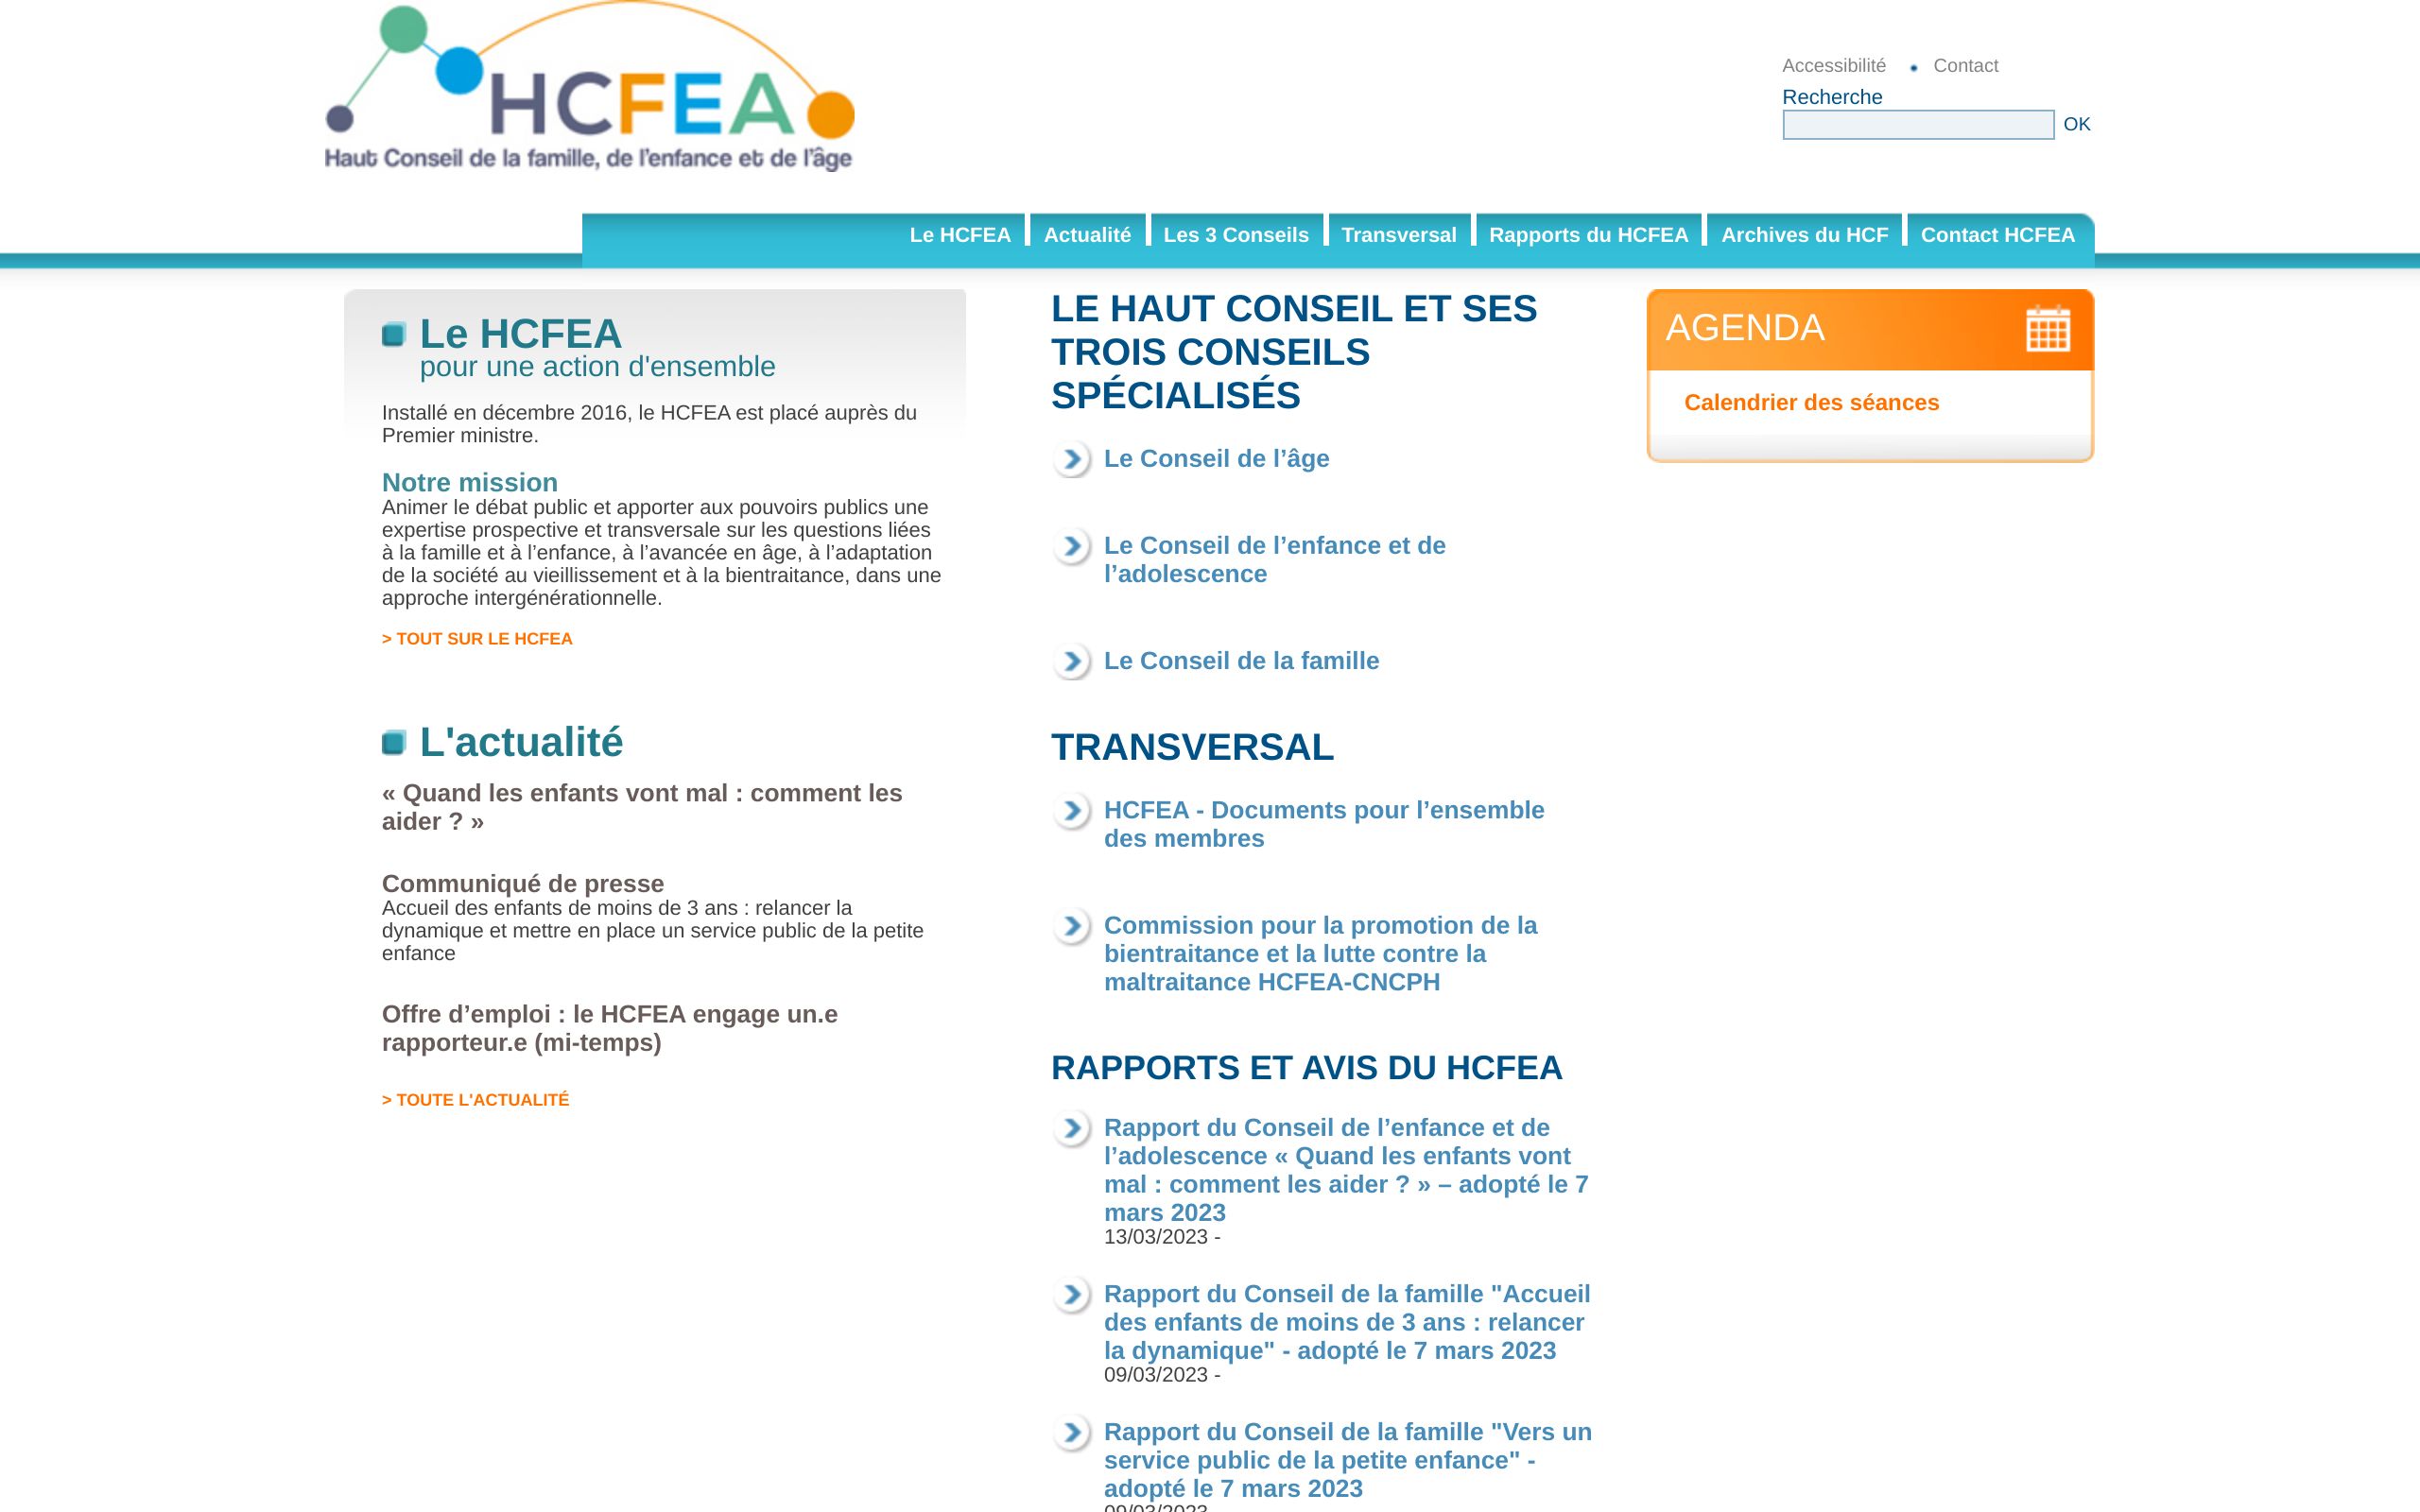 HCFEA
Haut Conseil de la famille, de l'enfance et de l'âge
Accessibilité
Contact
Recherche
OK
Le HCFEA
Actualité
Les 3 Conseils
Transversal
Rapports du HCFEA
Archives du HCF
Contact HCFEA
Le HCFEA
pour une action d'ensemble
Installé en décembre 2016, le HCFEA est placé auprès du
Premier ministre.
Notre mission
Animer le débat public et apporter aux pouvoirs publics une
expertise prospective et transversale sur les questions liées
à la famille et à l’enfance, à l’avancée en âge, à l’adaptation
de la société au vieillissement et à la bientraitance, dans une
approche intergénérationnelle.
> TOUT SUR LE HCFEA
L'actualité
« Quand les enfants vont mal : comment les
aider ? »
Communiqué de presse
Accueil des enfants de moins de 3 ans : relancer la
dynamique et mettre en place un service public de la petite
enfance
Offre d’emploi : le HCFEA engage un.e
rapporteur.e (mi-temps)
> TOUTE L'ACTUALITÉ
LE HAUT CONSEIL ET SES
TROIS CONSEILS
SPÉCIALISÉS
Le Conseil de l’âge
Le Conseil de l’enfance et de
l’adolescence
Le Conseil de la famille
TRANSVERSAL
HCFEA - Documents pour l’ensemble
des membres
Commission pour la promotion de la
bientraitance et la lutte contre la
maltraitance HCFEA-CNCPH
RAPPORTS ET AVIS DU HCFEA
Rapport du Conseil de l’enfance et de
l’adolescence « Quand les enfants vont
mal : comment les aider ? » – adopté le 7
mars 2023
13/03/2023 -
Rapport du Conseil de la famille "Accueil
des enfants de moins de 3 ans : relancer
la dynamique" - adopté le 7 mars 2023
09/03/2023 -
Rapport du Conseil de la famille "Vers un
service public de la petite enfance" -
adopté le 7 mars 2023
09/03/2023
AGENDA
Calendrier des séances